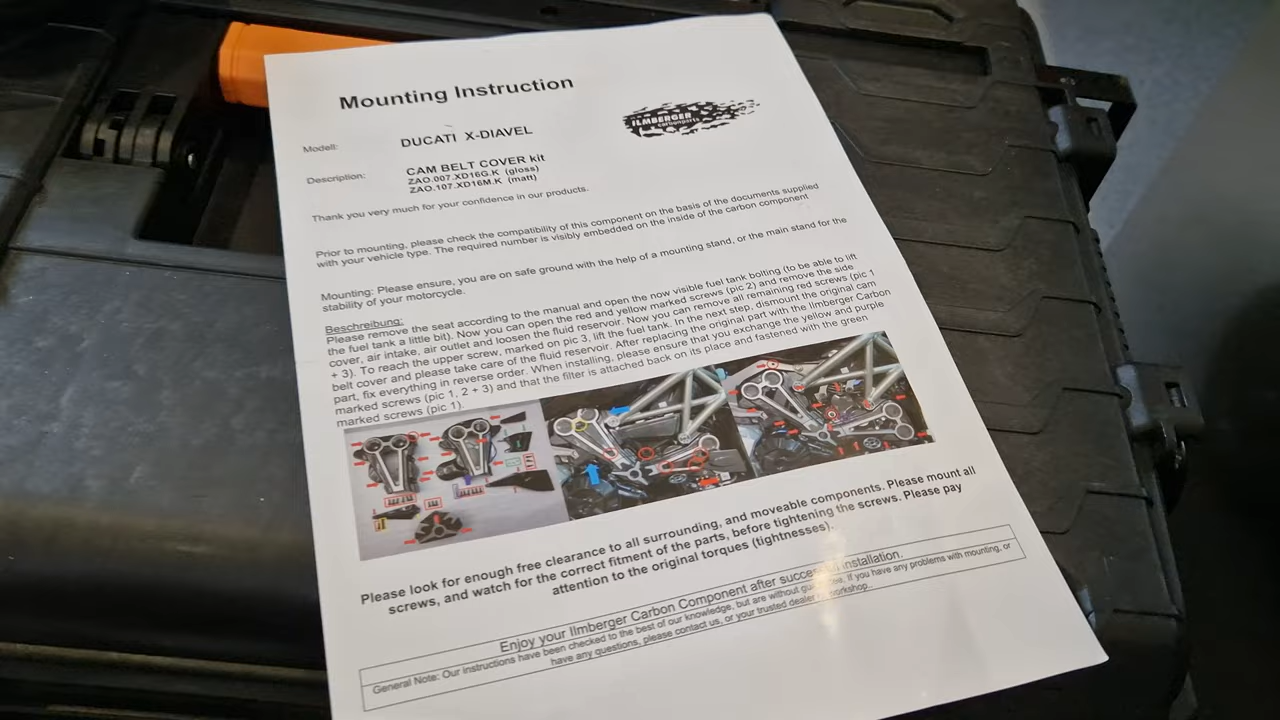 Mounting Instruction
ILMBERGER
carbonparts
Modell: DUCATI X-DIAVEL
Description: CAM BELT COVER kit
ZAO.007.XD16G.K (gloss)
ZAO.107.XD16M.K (matt)
Thank you very much for your confidence in our products.
Prior to mounting, please check the compatibility of this component on the basis of the documents supplied
with your vehicle type. The required number is visibly embedded on the inside of the carbon component
Mounting: Please ensure, you are on safe ground with the help of a mounting stand, or the main stand for the
stability of your motorcycle.
Beschreibung:
Please remove the seat according to the manual and open the now visible fuel tank bolting (to be able to lift
the fuel tank a little bit). Now you can open the red and yellow marked screws (pic 2) and remove the side
cover, air intake, air outlet and loosen the fluid reservoir. Now you can remove all remaining red screws (pic 1
+ 3). To reach the upper screw, marked on pic 3, lift the fuel tank. In the next step, dismount the original cam
belt cover and please take care of the fluid reservoir. After replacing the original part with the Ilmberger Carbon
part, fix everything in reverse order. When installing, please ensure that you exchange the yellow and purple
marked screws (pic 1, 2 + 3) and that the filter is attached back on its place and fastened with the green
marked screws (pic 1).
Please look for enough free clearance to all surrounding, and moveable components. Please mount all
screws, and watch for the correct fitment of the parts, before tightening the screws. Please pay
attention to the original torques (tightnesses).
Enjoy your Ilmberger Carbon Component after installation.
General Note: Our instructions have been checked to the best of our knowledge, but are without If you have any problems with mounting, or
have any questions, please contact us, or your trusted dealer workshop..